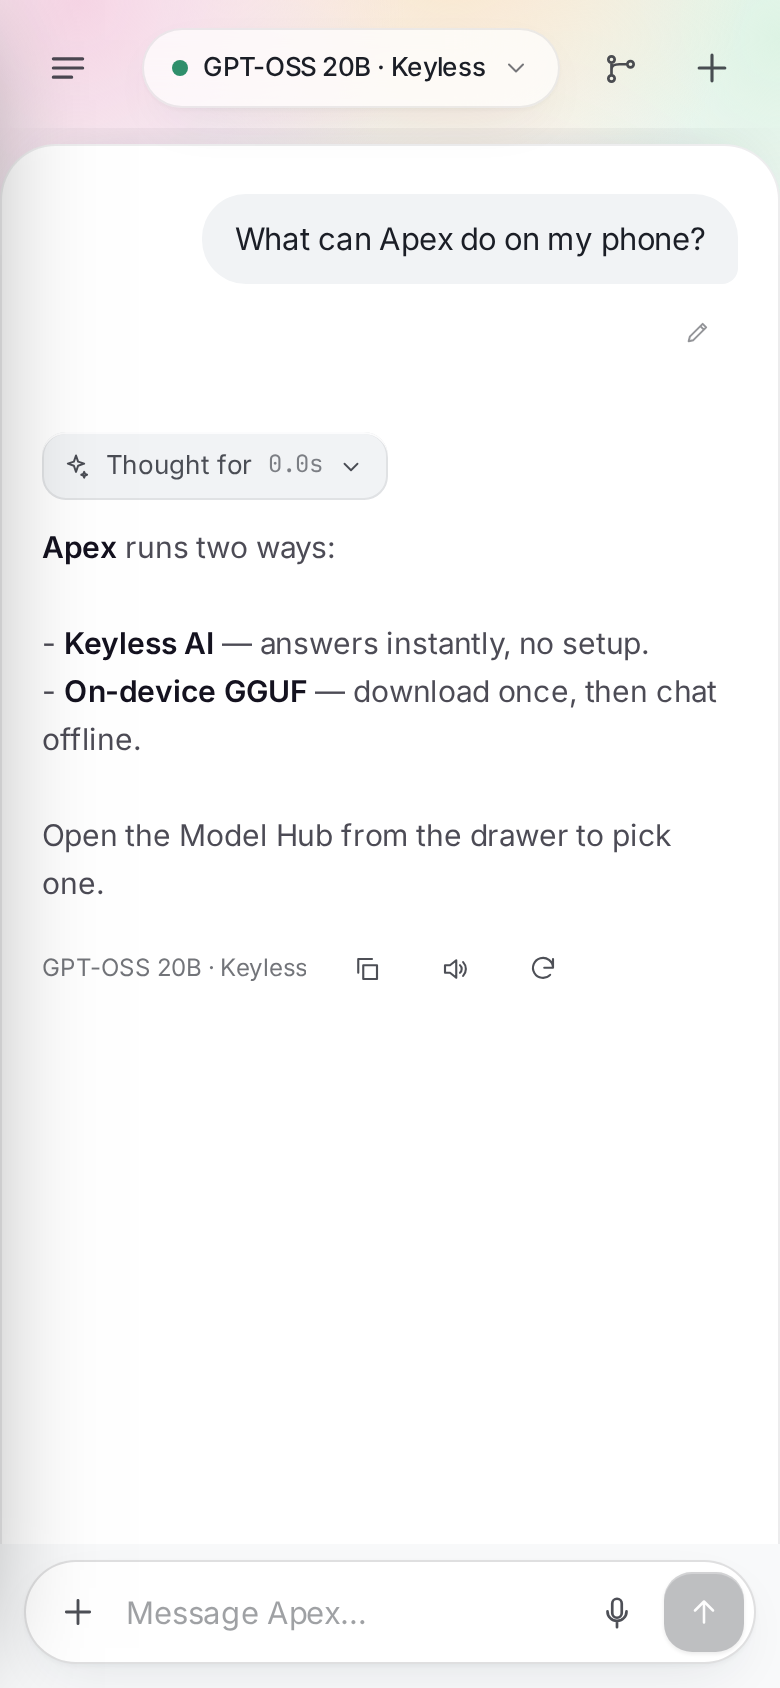 GPT-OSS 20B · Keyless
What can Apex do on my phone?
Thought for 0.0s
Apex runs two ways:
- Keyless AI — answers instantly, no setup.
- On-device GGUF — download once, then chat
offline.
Open the Model Hub from the drawer to pick
one.
GPT-OSS 20B · Keyless
Message Apex...